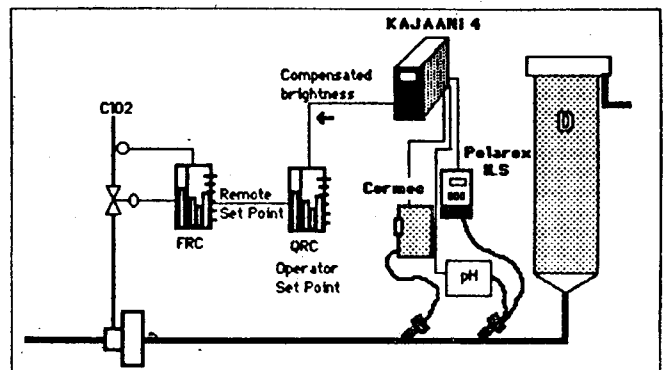 KAJAANI 4
Compensated
brightness
C102
D
Polarox
ILS
Cormec
Remote
Set Point
FRC
QRC
Operator
Set Point
pH